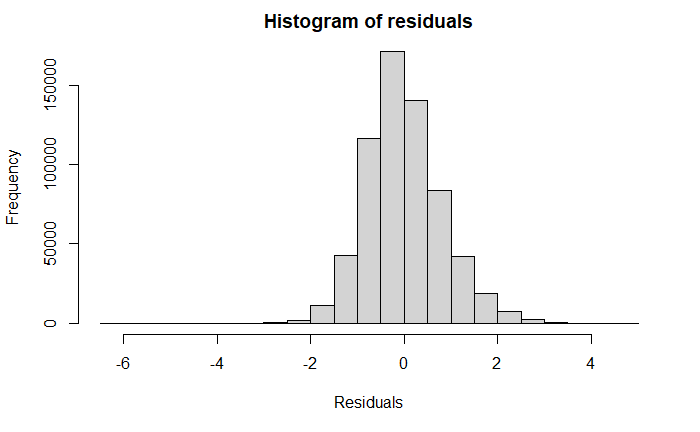 Histogram of residuals
Frequency
150000
100000
50000
0
-6 -4 -2 0 2 4
Residuals